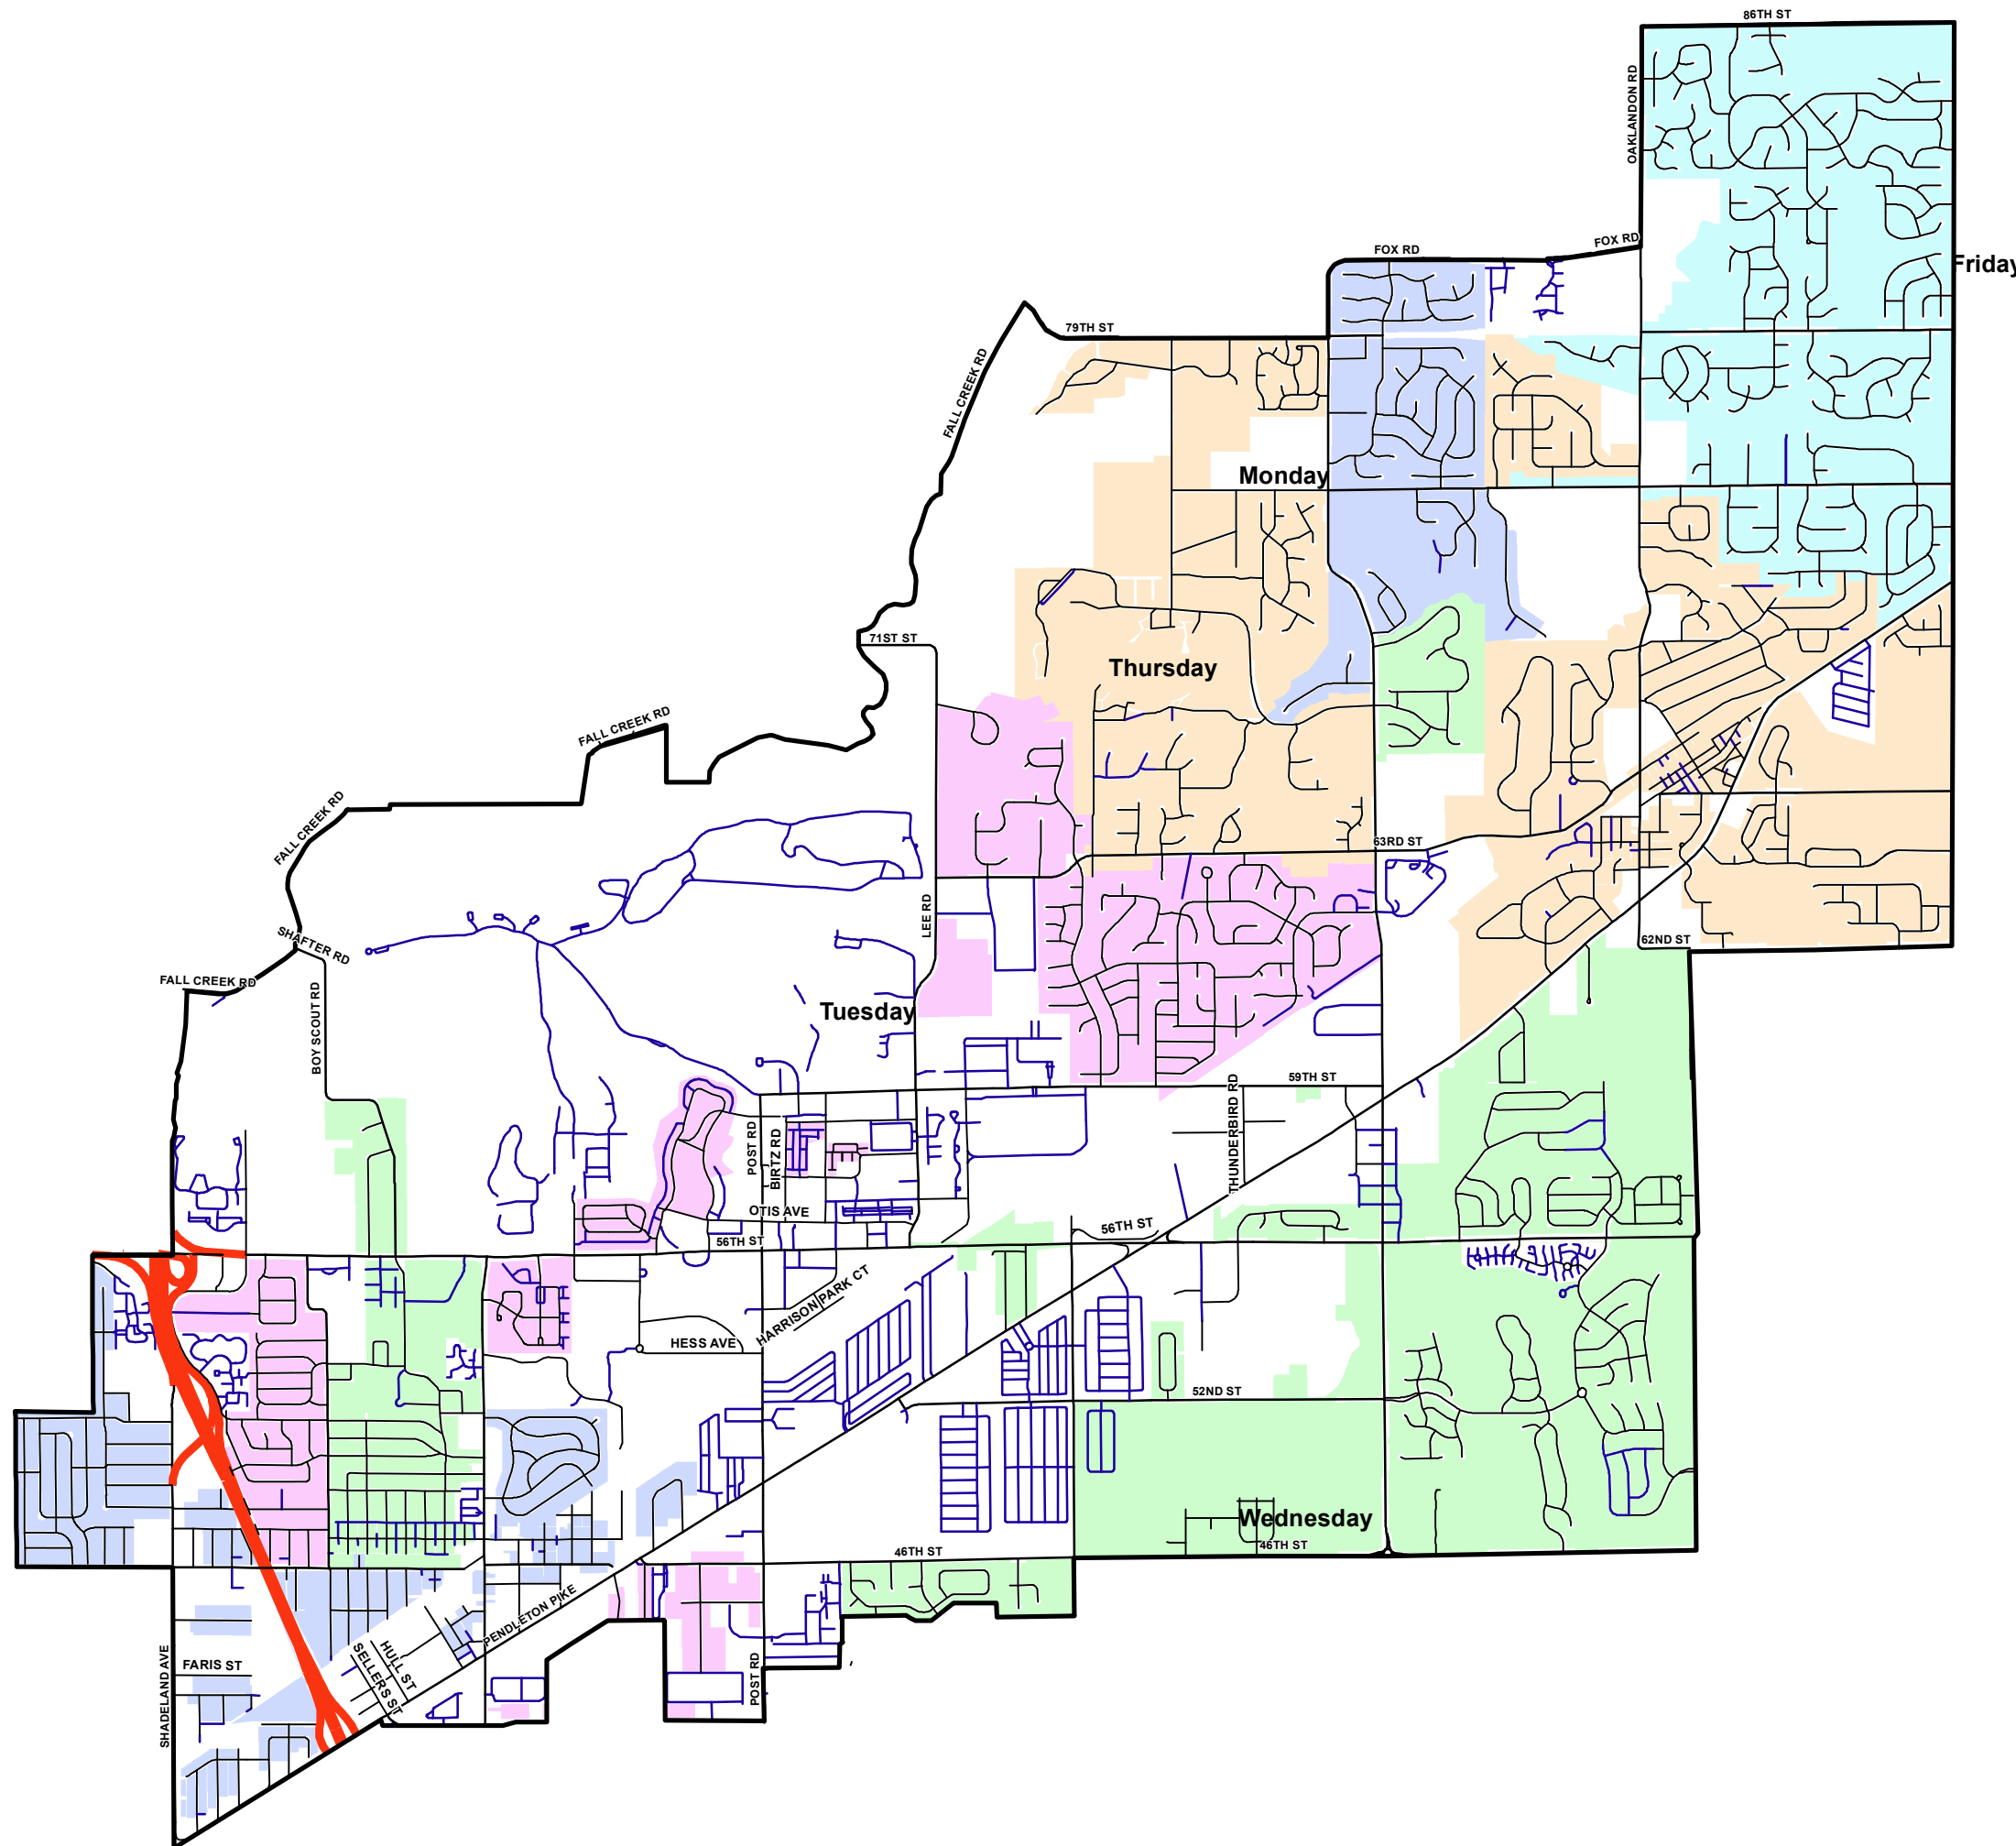 86TH ST
OAKLANDON RD
FOX RD
FOX RD
Friday
79TH ST
FALL CREEK RD
Monday
71ST ST
Thursday
FALL CREEK RD
FALL CREEK RD
63RD ST
SHAFTER RD
LEE RD
62ND ST
FALL CREEK RD
BOY SCOUT RD
Tuesday
59TH ST
THUNDERBIRD RD
POST RD
BIRTZ RD
OTIS AVE
56TH ST
56TH ST
HARRISON PARK CT
HESS AVE
52ND ST
Wednesday
46TH ST
46TH ST
PENDLETON PIKE
HULL ST
SELLERS ST
FARIS ST
SHADELAND AVE
POST RD